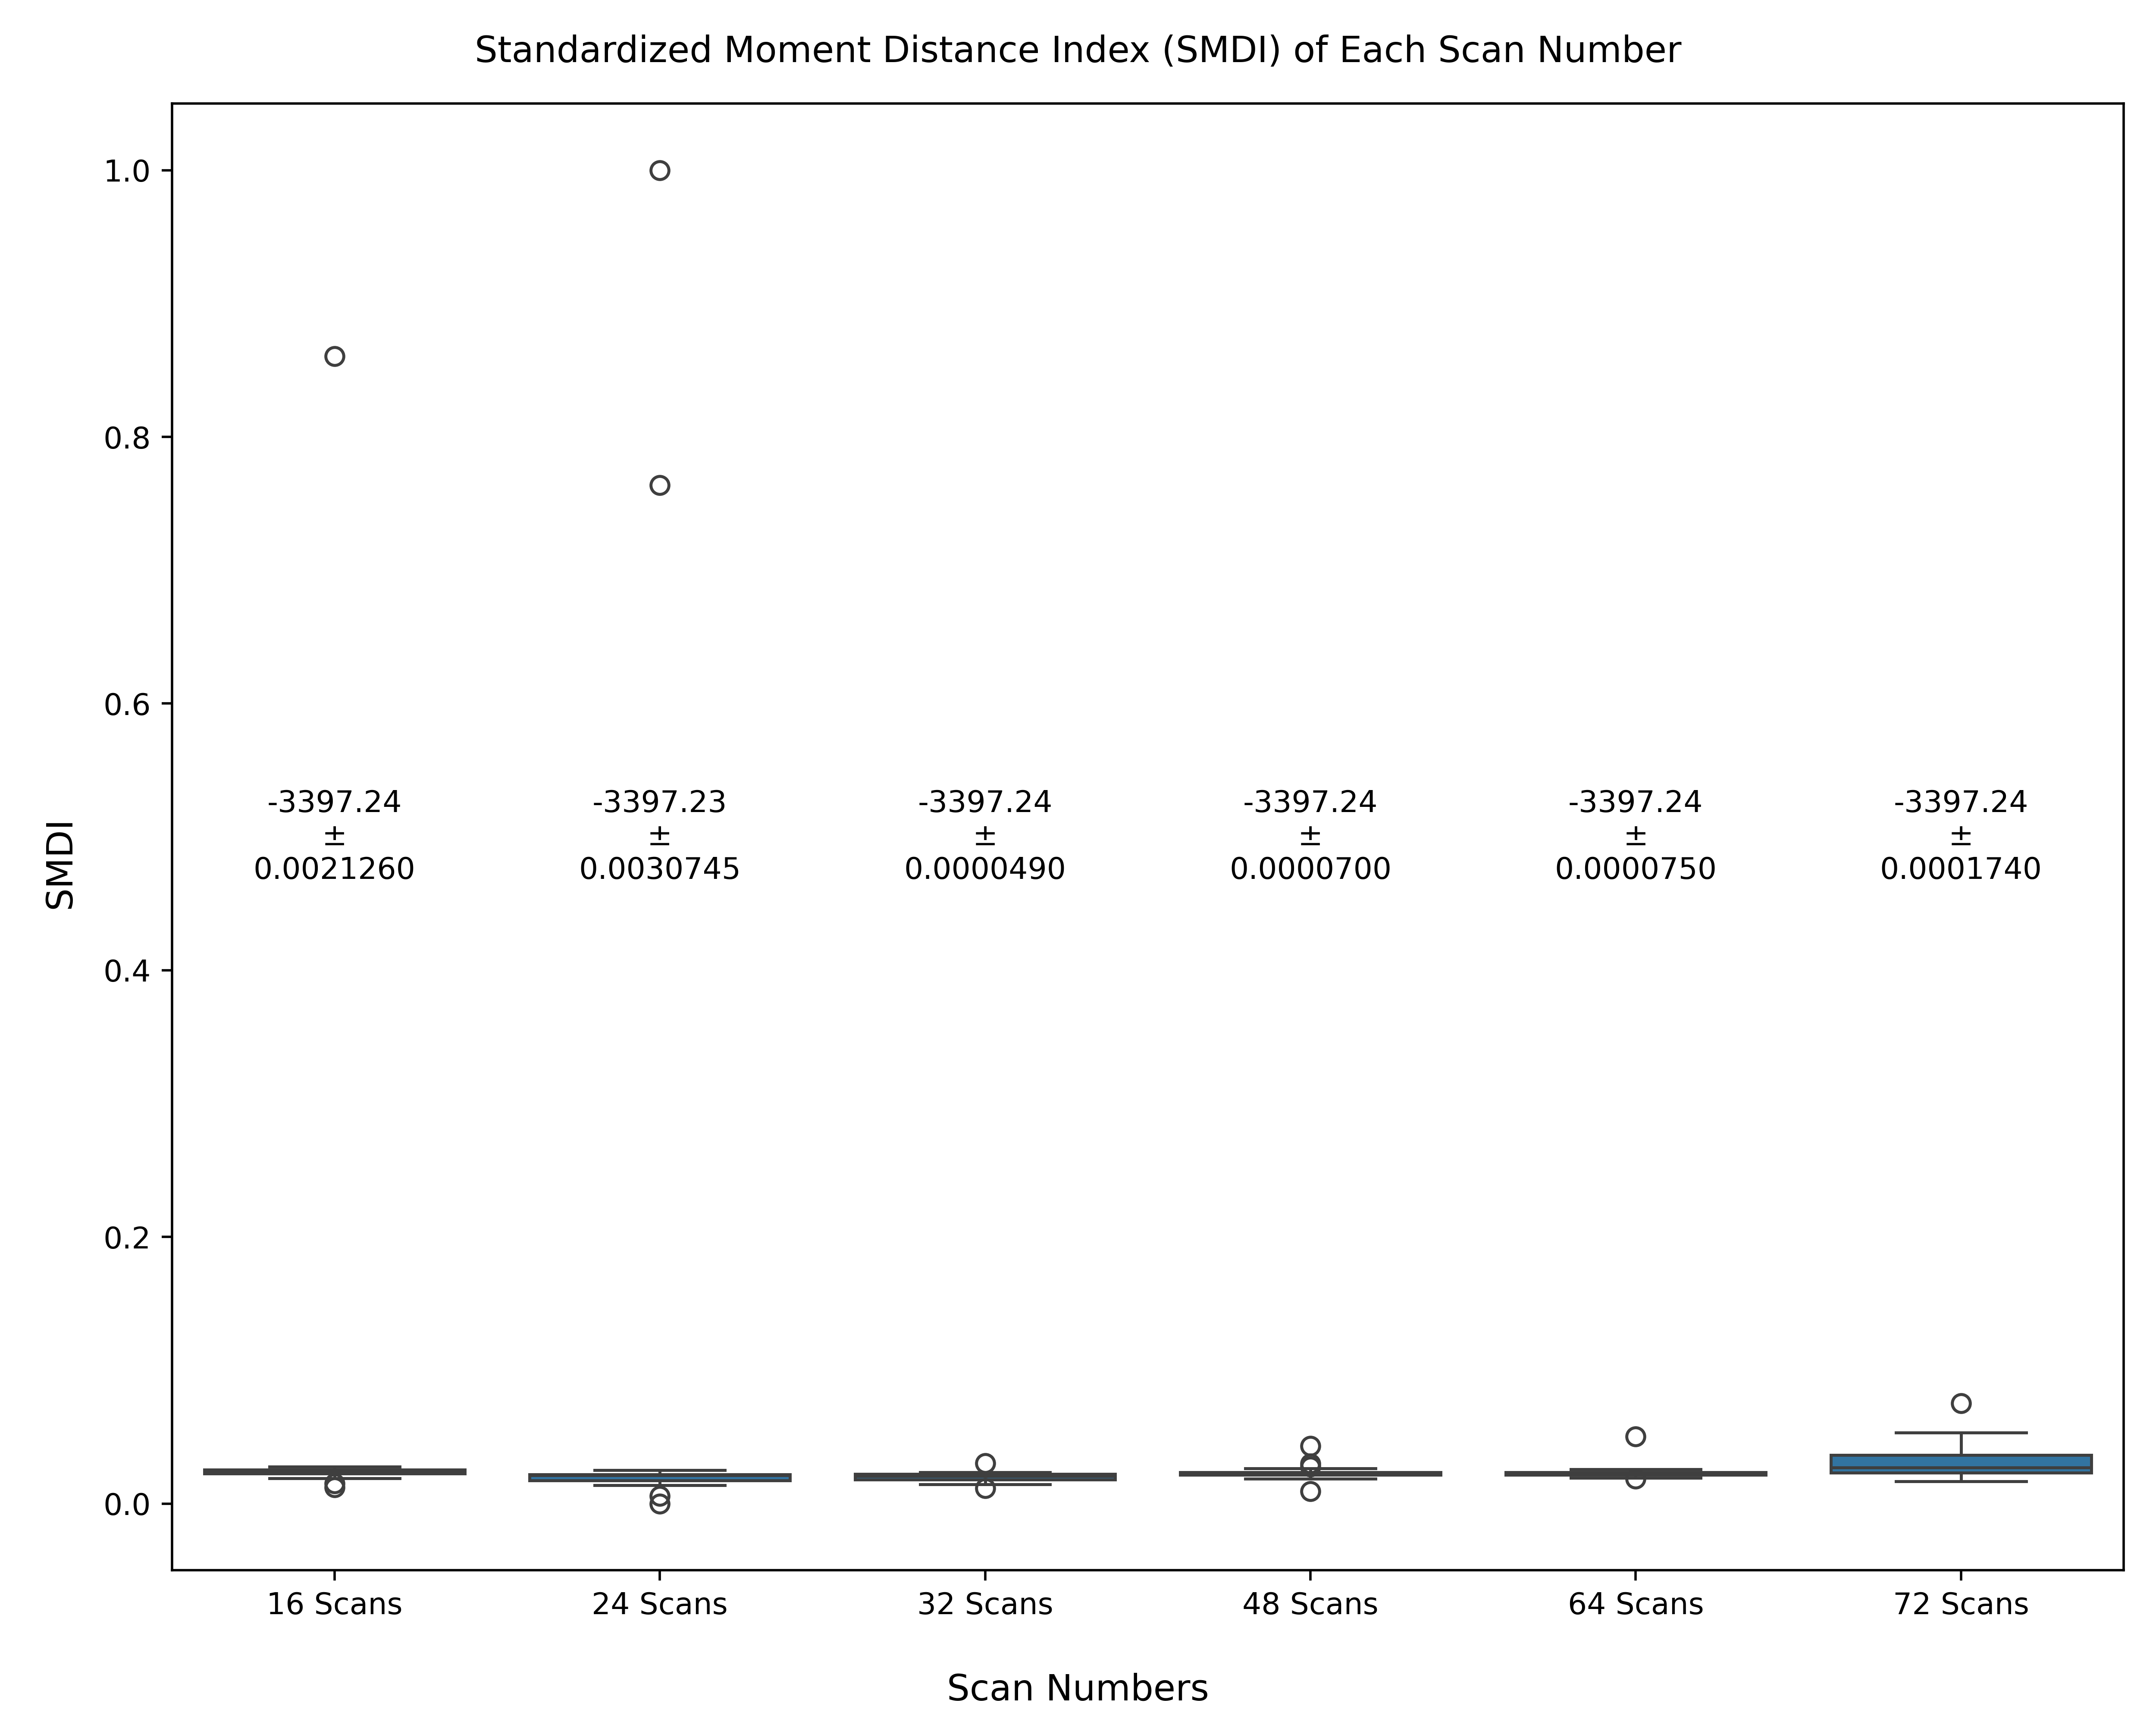 Standardized Moment Distance Index (SMDI) of Each Scan Number
SMDI
1.0
0.8
0.6
0.4
0.2
0.0
-3397.24
±
0.0021260
-3397.23
±
0.0030745
-3397.24
±
0.0000490
-3397.24
±
0.0000700
-3397.24
±
0.0000750
-3397.24
±
0.0001740
16 Scans
24 Scans
32 Scans
48 Scans
64 Scans
72 Scans
Scan Numbers